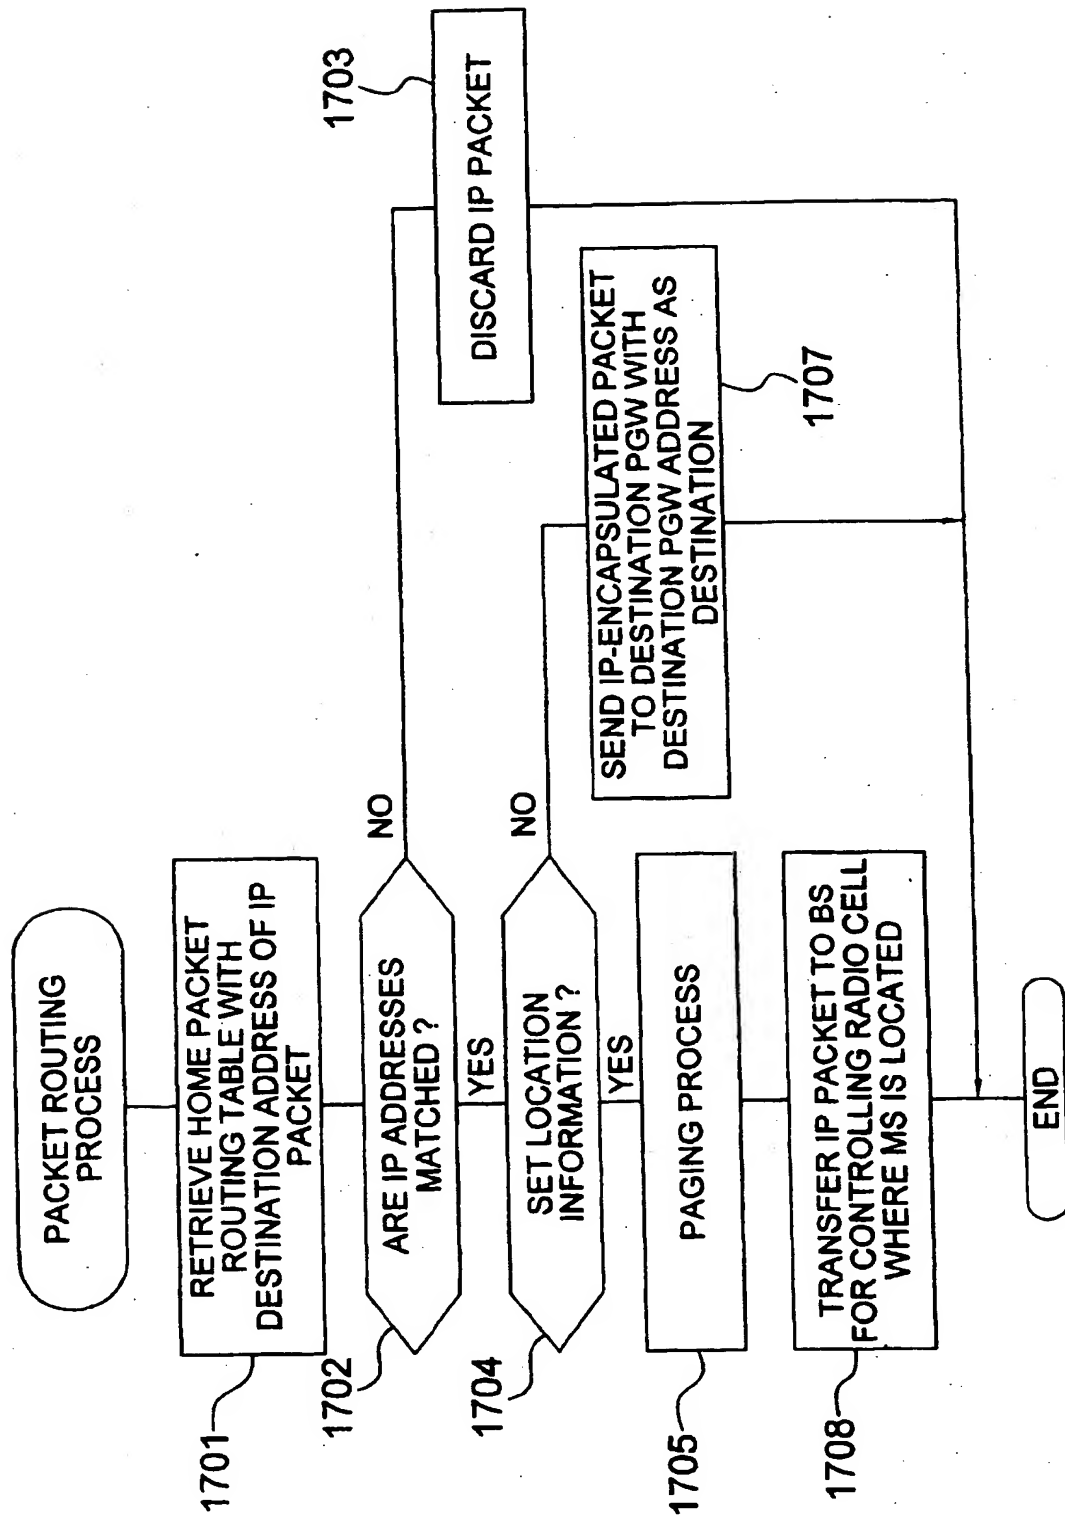 PACKET ROUTING
PROCESS
1701
RETRIEVE HOME PACKET
ROUTING TABLE WITH
DESTINATION ADDRESS OF IP
PACKET
1702
ARE IP ADDRESSES
MATCHED ?
NO
YES
1703
DISCARD IP PACKET
1704
SET LOCATION
INFORMATION ?
NO
YES
SEND IP-ENCAPSULATED PACKET
TO DESTINATION PGW WITH
DESTINATION PGW ADDRESS AS
DESTINATION
1707
1705
PAGING PROCESS
1708
TRANSFER IP PACKET TO BS
FOR CONTROLLING RADIO CELL
WHERE MS IS LOCATED
END